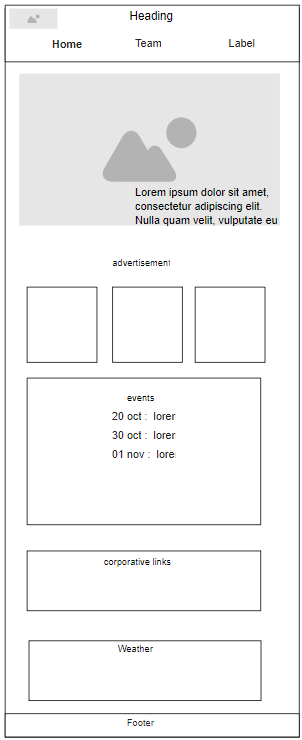 Heading
Home Team Label
Lorem ipsum dolor sit amet,
consectetur adipiscing elit.
Nulla quam velit, vulputate eu
advertisement
events
20 oct : lorer
30 oct : lorer
01 nov : lore
corporative links
Weather
Footer